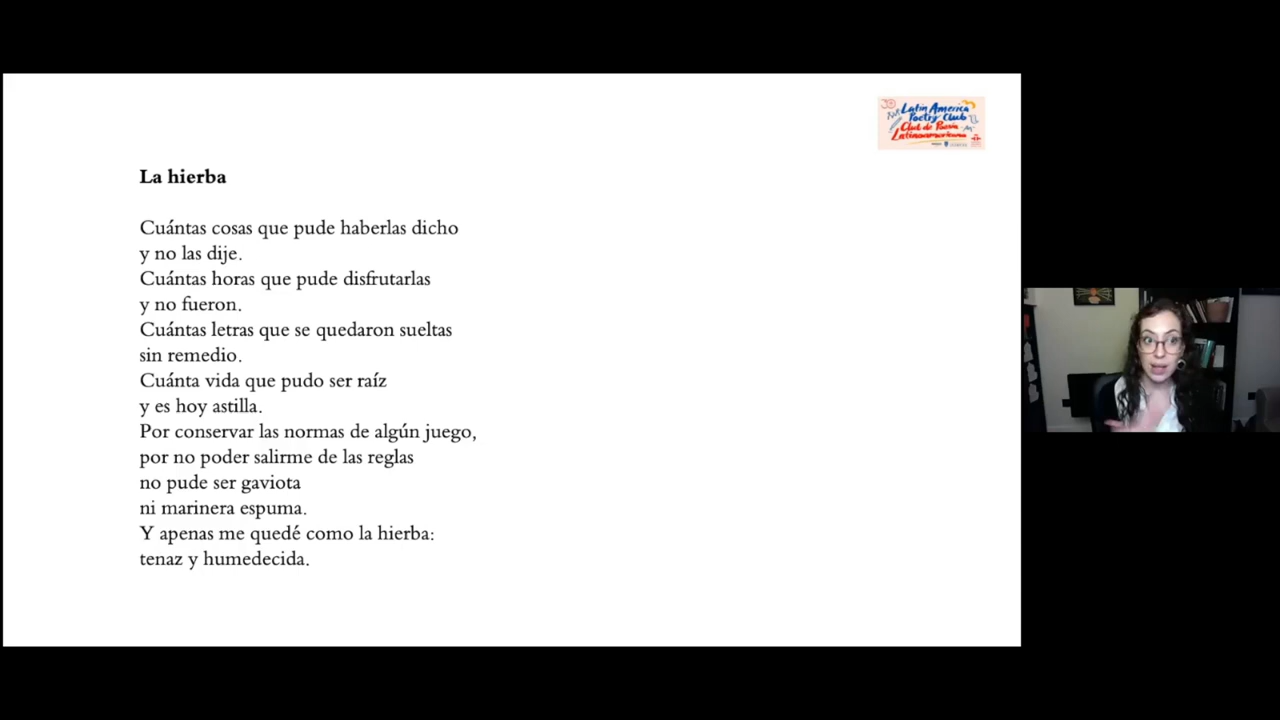 Latin America
Poetry Club
Club de Poesía
Latinoamericana
La hierba
Cuántas cosas que pude haberlas dicho
y no las dije.
Cuántas horas que pude disfrutarlas
y no fueron.
Cuántas letras que se quedaron sueltas
sin remedio.
Cuánta vida que pudo ser raíz
y es hoy astilla.
Por conservar las normas de algún juego,
por no poder salirme de las reglas
no pude ser gaviota
ni marinera espuma.
Y apenas me quedé como la hierba:
tenaz y humedecida.